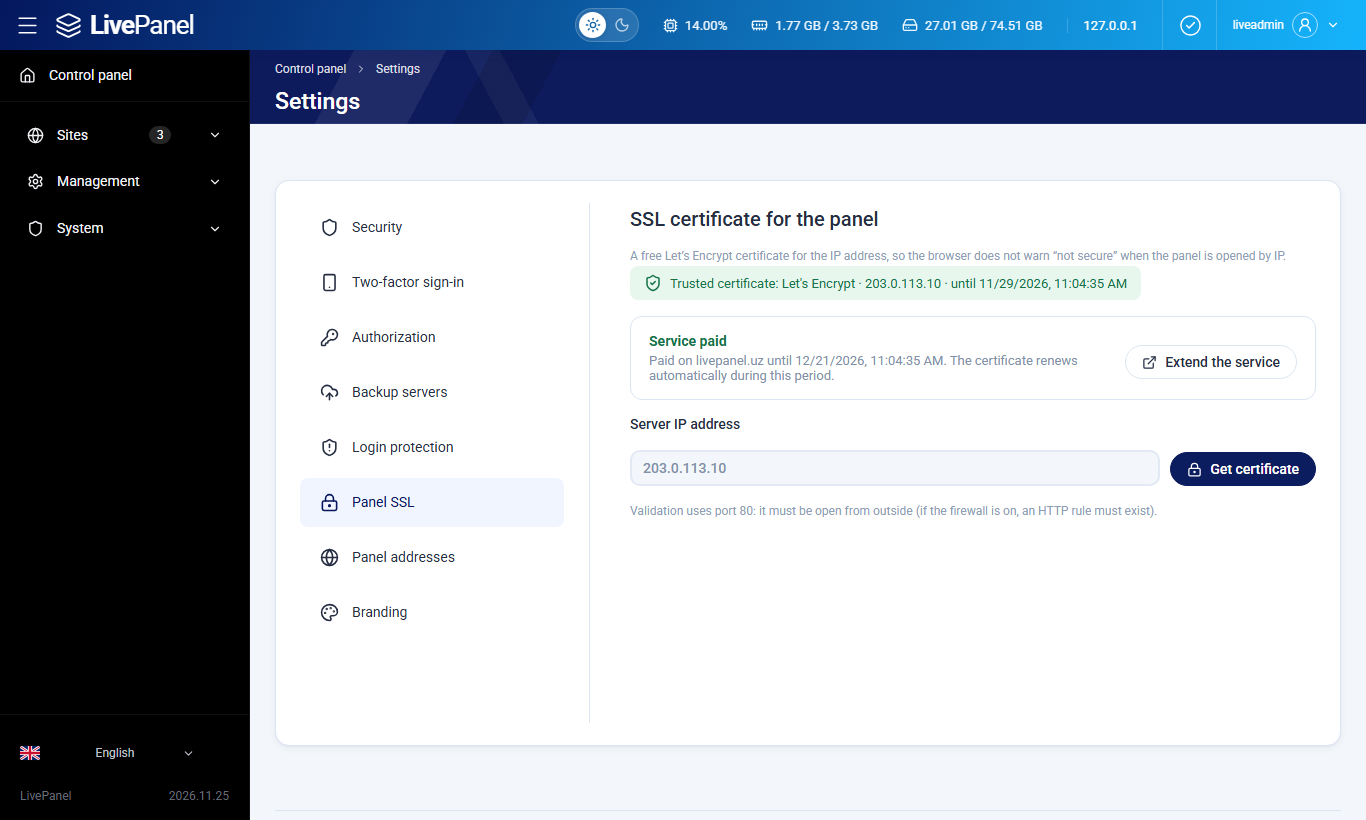 LivePanel
14.00%
1.77 GB / 3.73 GB
27.01 GB / 74.51 GB
127.0.0.1
liveadmin
Control panel
Sites
3
Management
System
English
LivePanel
2026.11.25
Control panel
Settings
Settings
Security
Two-factor sign-in
Authorization
Backup servers
Login protection
Panel SSL
Panel addresses
Branding
SSL certificate for the panel
A free Let's Encrypt certificate for the IP address, so the browser does not warn “not secure” when the panel is opened by IP.
Trusted certificate: Let's Encrypt · 203.0.113.10 · until 11/29/2026, 11:04:35 AM
Service paid
Paid on livepanel.uz until 12/21/2026, 11:04:35 AM. The certificate renews
automatically during this period.
Extend the service
Server IP address
203.0.113.10
Get certificate
Validation uses port 80: it must be open from outside (if the firewall is on, an HTTP rule must exist).